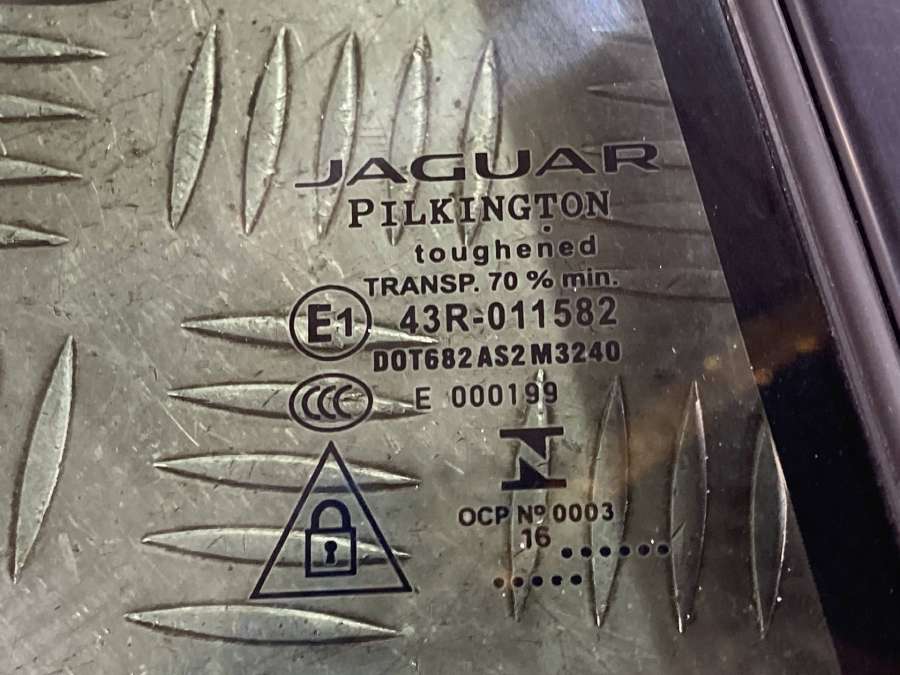 JAGUAR
PILKINGTON
toughened
TRANSP. 70 % min.
E1 43R-011582
DOT682 AS2 M3240
CCC E 000199
OCP Nº 0003
16